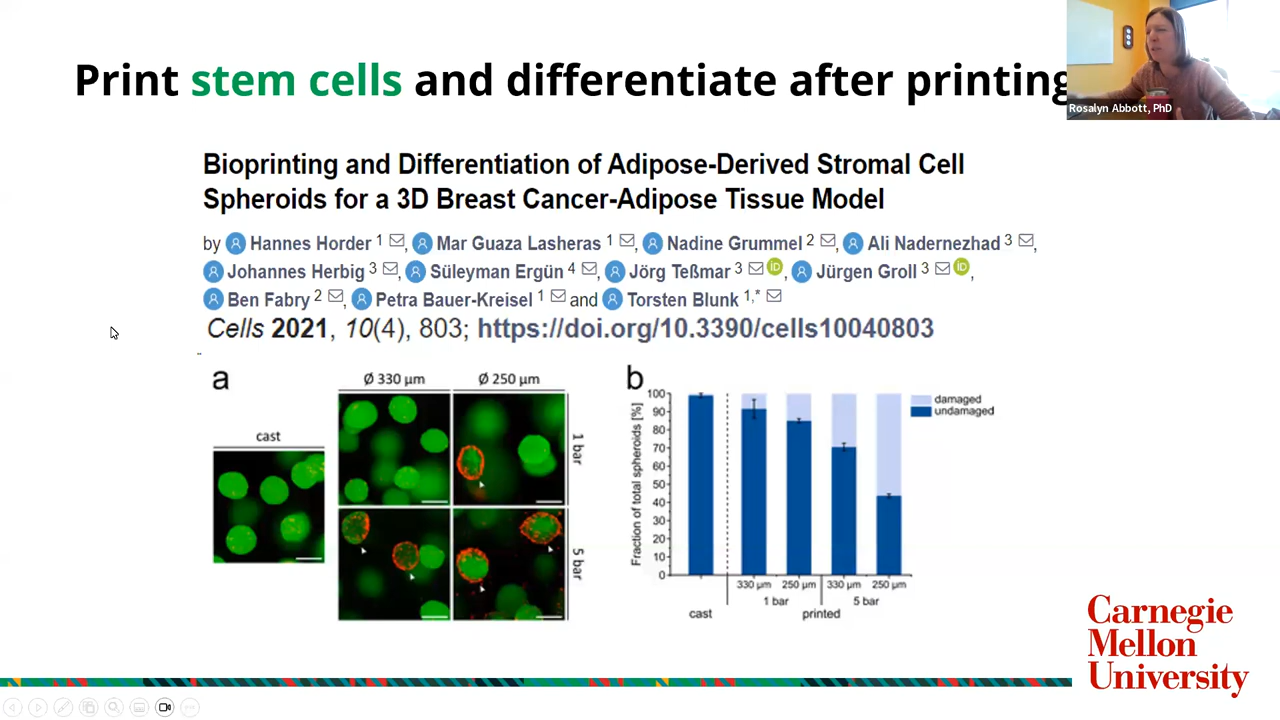 Print stem cells and differentiate after printing
Rosalyn Abbott, PhD
Bioprinting and Differentiation of Adipose-Derived Stromal Cell
Spheroids for a 3D Breast Cancer-Adipose Tissue Model
by Hannes Horder 1, Mar Guaza Lasheras 1, Nadine Grummel 2, Ali Nadernezhad 3,
Johannes Herbig 3, Süleyman Ergün 4, Jörg Teßmar 3 iD, Jürgen Groll 3 iD,
Ben Fabry 2, Petra Bauer-Kreisel 1 and Torsten Blunk 1,*
Cells 2021, 10(4), 803; https://doi.org/10.3390/cells10040803
a
Ø 330 µm Ø 250 µm
cast
1 bar
5 bar
b
Fraction of total spheroids [%]
100
90
80
70
60
50
40
30
20
10
0
damaged
undamaged
330 µm 250 µm 330 µm 250 µm
1 bar 5 bar
cast printed
Carnegie
Mellon
University